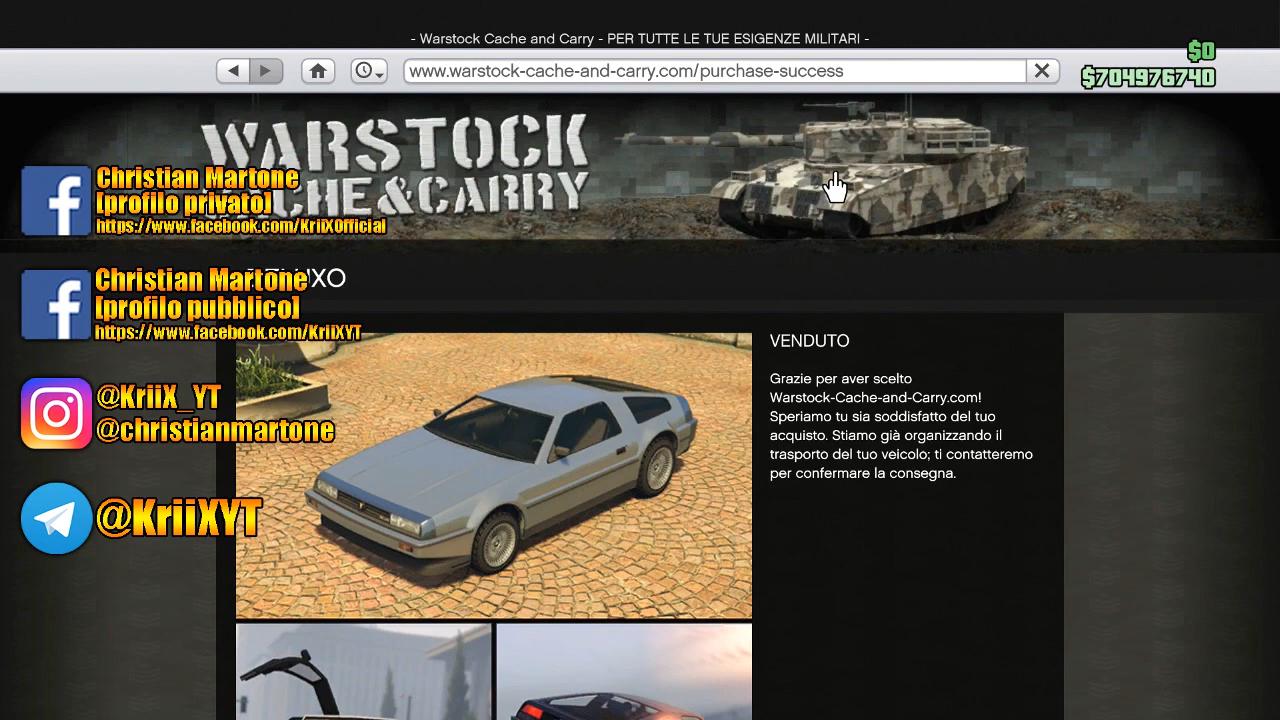 - Warstock Cache and Carry - PER TUTTE LE TUE ESIGENZE MILITARI -
$0
www.warstock-cache-and-carry.com/purchase-success
$704976740
WARSTOCK
Christian Martone
[profilo privato]
&CARRY
https://www.facebook.com/KriiXOfficial
Christian Martone
[profilo pubblico]
https://www.facebook.com/KriiXYT
VENDUTO
Grazie per aver scelto
Warstock-Cache-and-Carry.com!
Speriamo tu sia soddisfatto del tuo
acquisto. Stiamo già organizzando il
trasporto del tuo veicolo; ti contatteremo
per confermare la consegna.
@KriiX_YT
@christianmartone
@KriiXYT